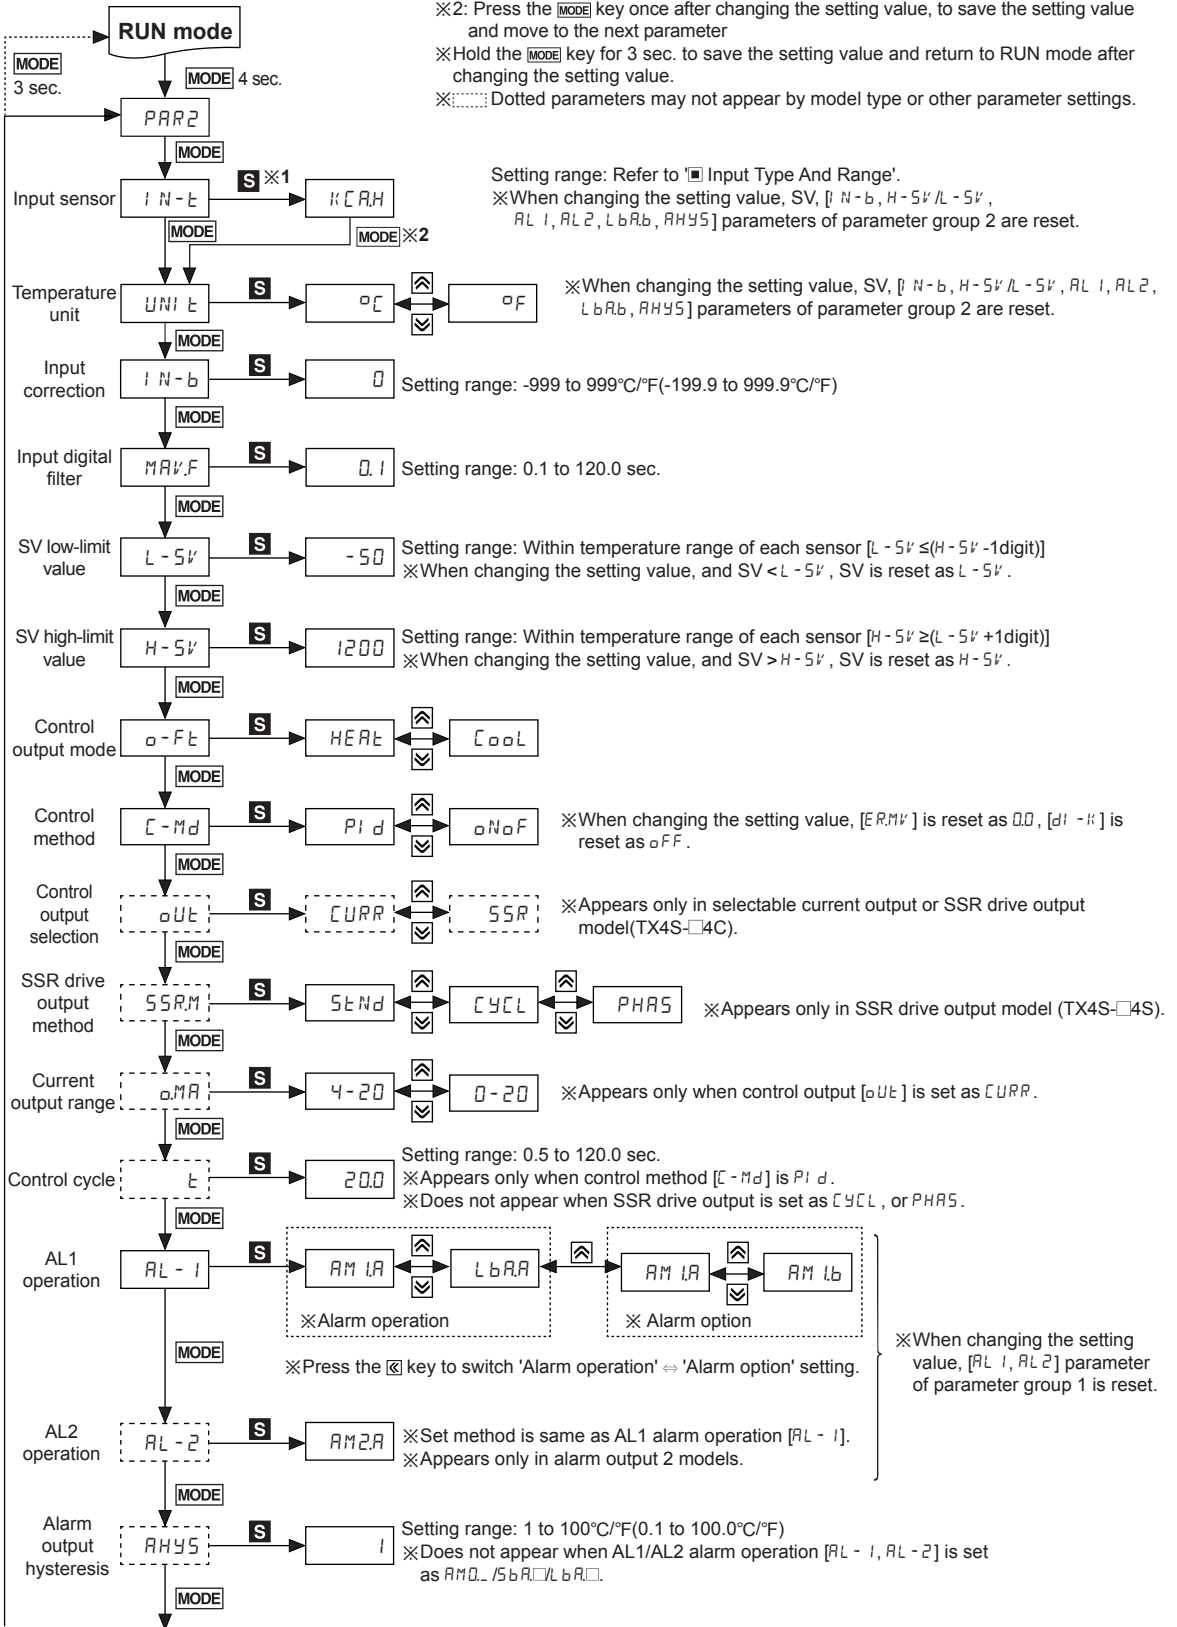 ※2: Press the MODE key once after changing the setting value, to save the setting value
and move to the next parameter
※Hold the MODE key for 3 sec. to save the setting value and return to RUN mode after
changing the setting value.
※ Dotted parameters may not appear by model type or other parameter settings.
RUN mode
MODE
3 sec.
MODE 4 sec.
PAR2
MODE
Input sensor
IN-t
S ※1
KCA.H
Setting range: Refer to '▣ Input Type And Range'.
※When changing the setting value, SV, [IN-b, H-SV/L-SV,
AL1, AL2, LbA.b, AHYS] parameters of parameter group 2 are reset.
MODE
MODE ※2
Temperature
unit
UNIt
S
°C
°F
※When changing the setting value, SV, [IN-b, H-SV/L-SV, AL1, AL2,
LbA.b, AHYS] parameters of parameter group 2 are reset.
MODE
Input
correction
IN-b
S
0
Setting range: -999 to 999°C/°F(-199.9 to 999.9°C/°F)
MODE
Input digital
filter
MAV.F
S
0.1
Setting range: 0.1 to 120.0 sec.
MODE
SV low-limit
value
L-SV
S
-50
Setting range: Within temperature range of each sensor [L-SV ≤(H-SV -1digit)]
※When changing the setting value, and SV < L-SV, SV is reset as L-SV.
MODE
SV high-limit
value
H-SV
S
1200
Setting range: Within temperature range of each sensor [H-SV ≥(L-SV +1digit)]
※When changing the setting value, and SV > H-SV, SV is reset as H-SV.
MODE
Control
output mode
o-Ft
S
HEAt
CooL
MODE
Control
method
C-Md
S
PId
oNoF
※When changing the setting value, [ER.MV] is reset as 0.0, [dI-K] is
reset as oFF.
MODE
Control
output
selection
oUt
S
CURR
SSR
※Appears only in selectable current output or SSR drive output
model(TX4S-□4C).
MODE
SSR drive
output
method
SSR.M
S
StNd
CYCL
PHAS
※Appears only in SSR drive output model (TX4S-□4S).
MODE
Current
output range
o.MA
S
4-20
0-20
※Appears only when control output [oUt] is set as CURR.
MODE
Control cycle
t
S
20.0
Setting range: 0.5 to 120.0 sec.
※Appears only when control method [C-Md] is PId.
※Does not appear when SSR drive output is set as CYCL, or PHAS.
MODE
AL1
operation
AL-1
S
AM1.A
LbA.A
※Alarm operation
AM1.A
AM1.b
※ Alarm option
※Press the key to switch 'Alarm operation' ⇔ 'Alarm option' setting.
※When changing the setting
value, [AL1, AL2] parameter
of parameter group 1 is reset.
MODE
AL2
operation
AL-2
S
AM2.A
※Set method is same as AL1 alarm operation [AL-1].
※Appears only in alarm output 2 models.
MODE
Alarm
output
hysteresis
AHYS
S
1
Setting range: 1 to 100°C/°F(0.1 to 100.0°C/°F)
※Does not appear when AL1/AL2 alarm operation [AL-1, AL-2] is set
as AM0._/SbA.□/LbA.□.
MODE